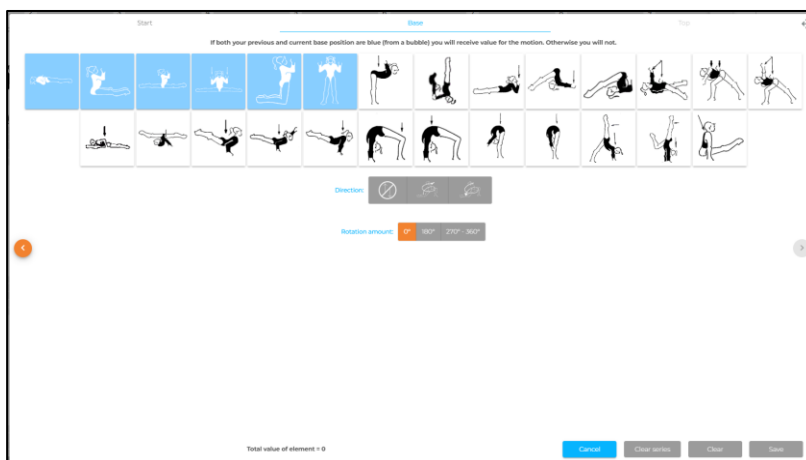 Start Base Top
If both your previous and current base position are blue (from a bubble) you will receive value for the motion. Otherwise you will not.
Direction:
Rotation amount: 0° 180° 270° - 360°
Total value of element = 0 Cancel Clear series Clear Save